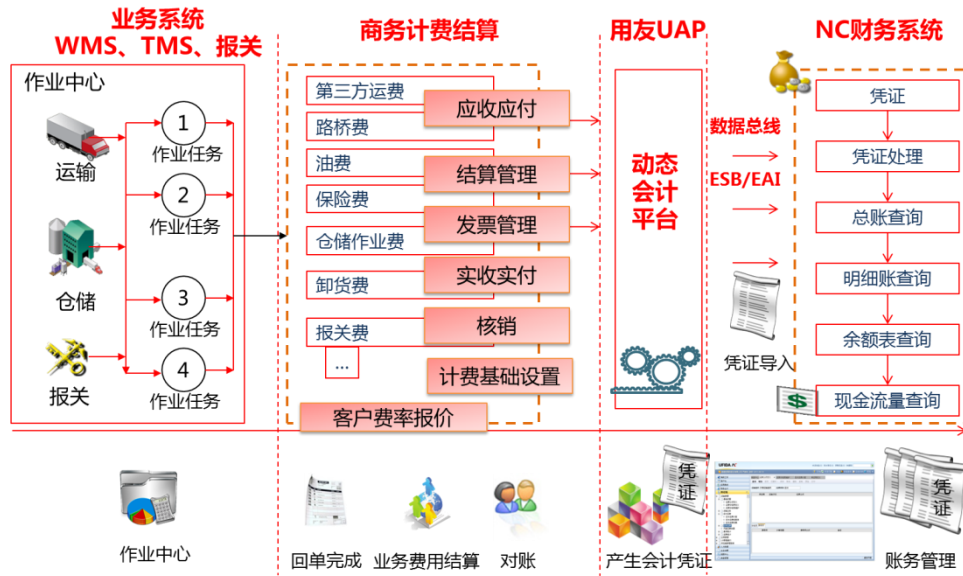 业务系统
WMS、TMS、报关
商务计费结算
用友UAP
NC财务系统
作业中心
运输
仓储
报关
1
作业任务
2
作业任务
3
作业任务
4
作业任务
第三方运费
路桥费
油费
保险费
仓储作业费
卸货费
报关费
...
应收应付
结算管理
发票管理
实收实付
核销
计费基础设置
客户费率报价
动态
会计
平台
数据总线
ESB/EAI
凭证导入
凭证
凭证处理
总账查询
明细账查询
余额表查询
现金流量查询
$
作业中心
回单完成
业务费用结算
对账
凭证
产生会计凭证
凭证
账务管理